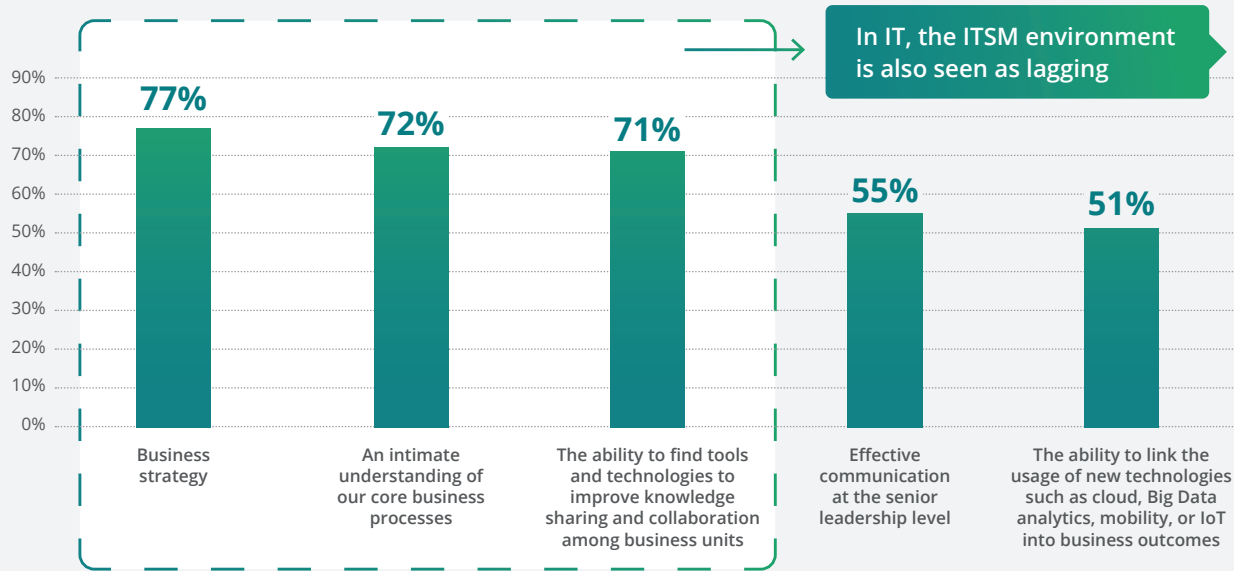 In IT, the ITSM environment
is also seen as lagging
90%
80%
70%
60%
50%
40%
30%
20%
10%
0%
77%
72%
71%
55%
51%
Business
strategy
An intimate
understanding of
our core business
processes
The ability to find tools
and technologies to
improve knowledge
sharing and collaboration
among business units
Effective
communication
at the senior
leadership level
The ability to link the
usage of new technologies
such as cloud, Big Data
analytics, mobility, or IoT
into business outcomes